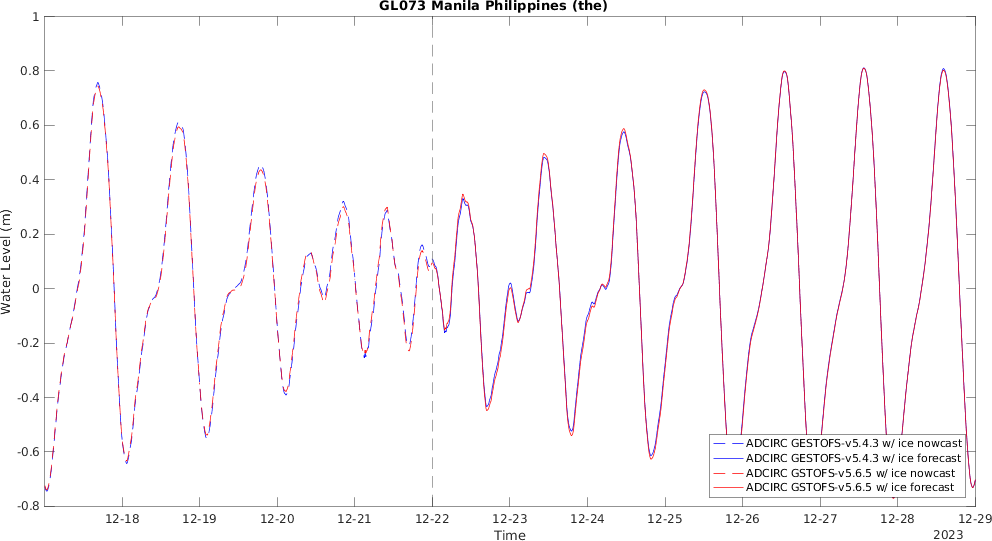 GL073 Manila Philippines (the)
1
0.8
0.6
0.4
0.2
0
-0.2
-0.4
-0.6
-0.8
Water Level (m)
12-18 12-19 12-20 12-21 12-22 12-23 12-24 12-25 12-26 12-27 12-28 12-29
Time
2023
ADCIRC GESTOFS-v5.4.3 w/ ice nowcast
ADCIRC GESTOFS-v5.4.3 w/ ice forecast
ADCIRC GSTOFS-v5.6.5 w/ ice nowcast
ADCIRC GSTOFS-v5.6.5 w/ ice forecast